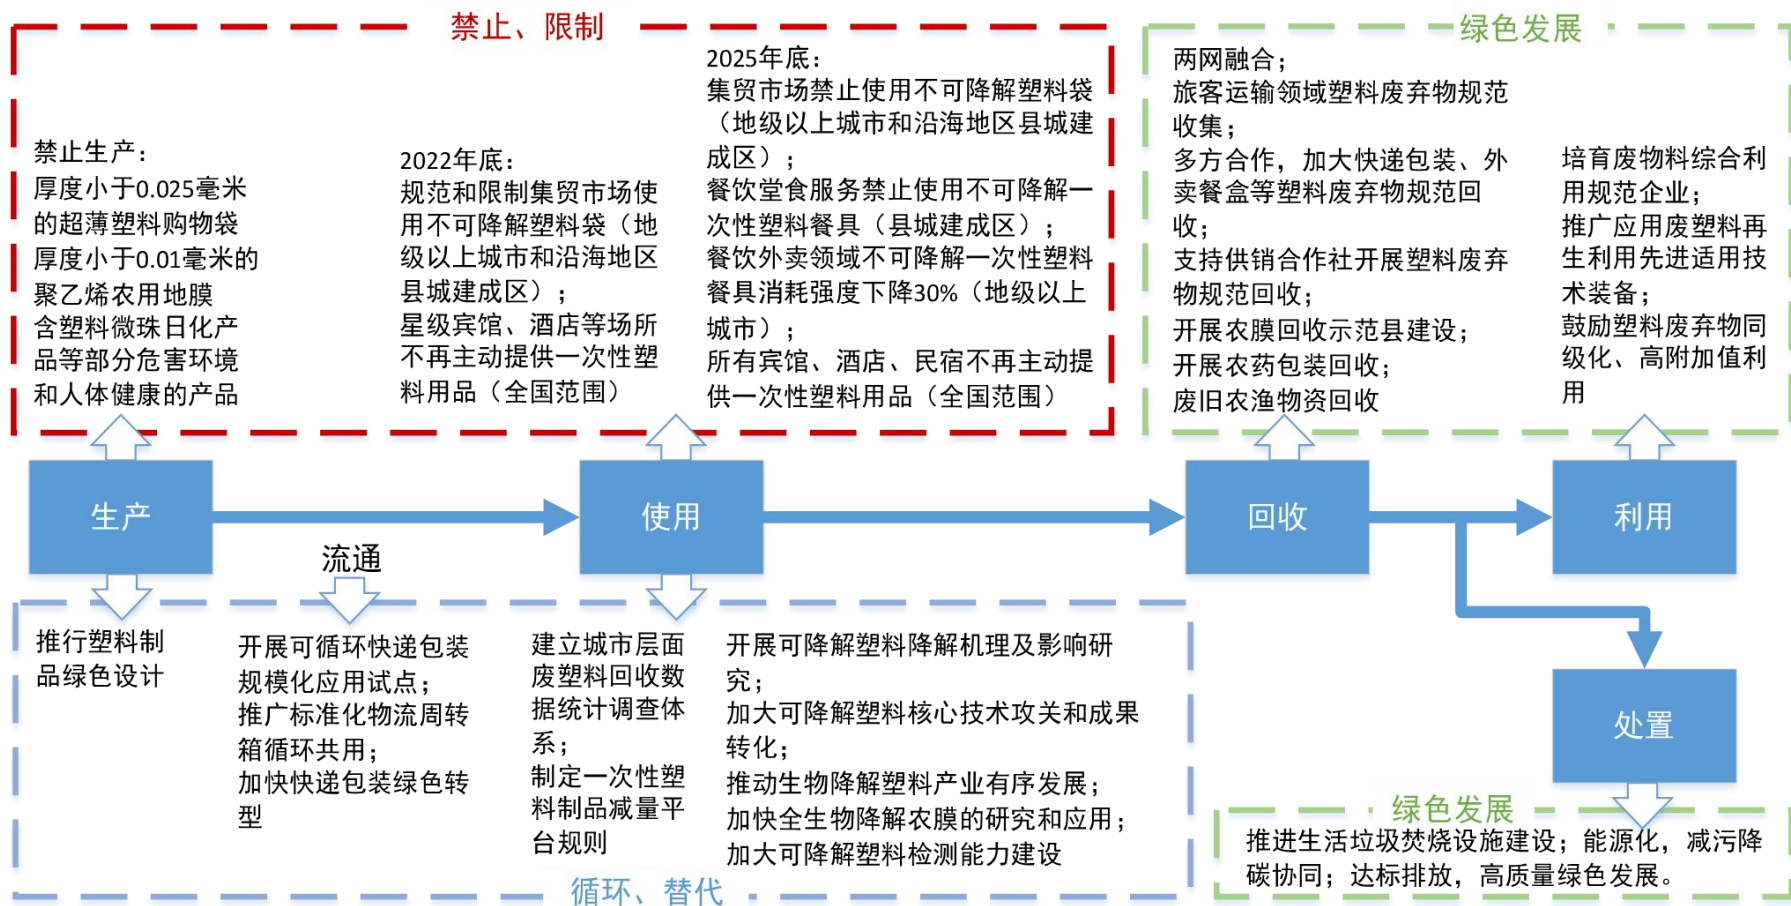 禁止、限制
禁止生产：
厚度小于0.025毫米
的超薄塑料购物袋
厚度小于0.01毫米的
聚乙烯农用地膜
含塑料微珠日化产
品等部分危害环境
和人体健康的产品
2022年底：
规范和限制集贸市场使
用不可降解塑料袋（地
级以上城市和沿海地区
县城建成区）；
星级宾馆、酒店等场所
不再主动提供一次性塑
料用品（全国范围）
2025年底：
集贸市场禁止使用不可降解塑料袋
（地级以上城市和沿海地区县城建
成区）；
餐饮堂食服务禁止使用不可降解一
次性塑料餐具（县城建成区）；
餐饮外卖领域不可降解一次性塑料
餐具消耗强度下降30%（地级以上
城市）；
所有宾馆、酒店、民宿不再主动提
供一次性塑料用品（全国范围）
绿色发展
两网融合；
旅客运输领域塑料废弃物规范
收集；
多方合作，加大快递包装、外
卖餐盒等塑料废弃物规范回
收；
支持供销合作社开展塑料废弃
物规范回收；
开展农膜回收示范县建设；
开展农药包装回收；
废旧农渔物资回收
培育废物料综合利
用规范企业；
推广应用废塑料再
生利用先进适用技
术装备；
鼓励塑料废弃物同
级化、高附加值利
用
生产
使用
回收
利用
流通
处置
推行塑料制
品绿色设计
开展可循环快递包装
规模化应用试点；
推广标准化物流周转
箱循环共用；
加快快递包装绿色转
型
建立城市层面
废塑料回收数
据统计调查体
系；
制定一次性塑
料制品减量平
台规则
开展可降解塑料降解机理及影响研
究；
加大可降解塑料核心技术攻关和成果
转化；
推动生物降解塑料产业有序发展；
加快全生物降解农膜的研究和应用；
加大可降解塑料检测能力建设
循环、替代
绿色发展
推进生活垃圾焚烧设施建设；能源化，减污降
碳协同；达标排放，高质量绿色发展。